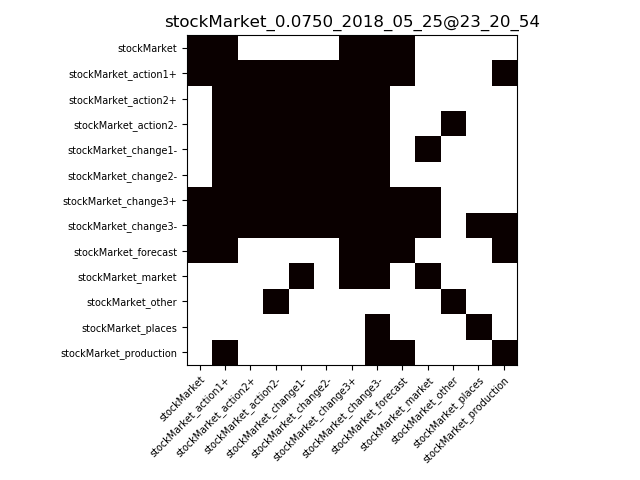 stockMarket_0.0750_2018_05_25@23_20_54
stockMarket
stockMarket_action1+
stockMarket_action2+
stockMarket_action2-
stockMarket_change1-
stockMarket_change2-
stockMarket_change3+
stockMarket_change3-
stockMarket_forecast
stockMarket_market
stockMarket_other
stockMarket_places
stockMarket_production
stockMarket
stockMarket_action1+
stockMarket_action2+
stockMarket_action2-
stockMarket_change1-
stockMarket_change2-
stockMarket_change3+
stockMarket_change3-
stockMarket_forecast
stockMarket_market
stockMarket_other
stockMarket_places
stockMarket_production